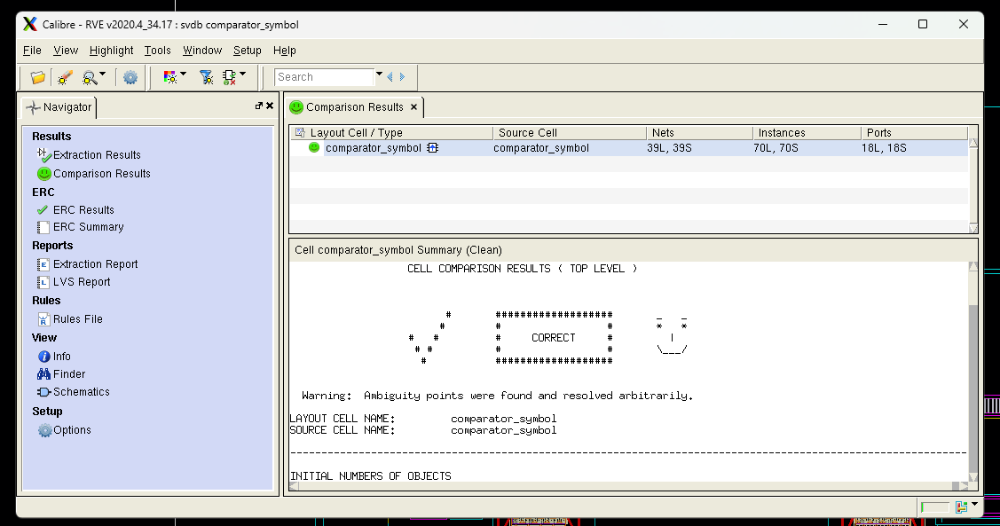 Calibre - RVE v2020.4_34.17 : svdb comparator_symbol
File View Highlight Tools Window Setup Help
Search
Navigator
Results
Extraction Results
Comparison Results
ERC
ERC Results
ERC Summary
Reports
Extraction Report
LVS Report
Rules
Rules File
View
Info
Finder
Schematics
Setup
Options
Comparison Results
Layout Cell / Type Source Cell Nets Instances Ports
comparator_symbol comparator_symbol 39L, 39S 70L, 70S 18L, 18S
Cell comparator_symbol Summary (Clean)
CELL COMPARISON RESULTS ( TOP LEVEL )
# ################### _ _
# # # * *
# # # CORRECT # |
# # # # \___/
# ###################
Warning: Ambiguity points were found and resolved arbitrarily.
LAYOUT CELL NAME: comparator_symbol
SOURCE CELL NAME: comparator_symbol
--------------------------------------------------------------------------------------------------------------
INITIAL NUMBERS OF OBJECTS